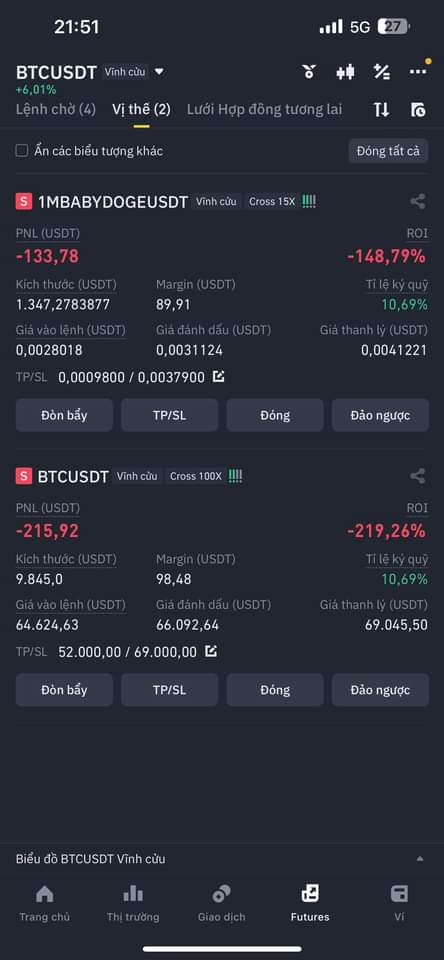 21:51 5G 27
BTCUSDT Vĩnh cửu
+6,01%
Lệnh chờ (4) Vị thế (2) Lưới Hợp đồng tương lai
Ẩn các biểu tượng khác Đóng tất cả
S 1MBABYDOGEUSDT Vĩnh cửu Cross 15X !!!!
PNL (USDT) ROI
-133,78 -148,79%
Kích thước (USDT) Margin (USDT) Tỉ lệ ký quỹ
1.347,2783877 89,91 10,69%
Giá vào lệnh (USDT) Giá đánh dấu (USDT) Giá thanh lý (USDT)
0,0028018 0,0031124 0,0041221
TP/SL 0,0009800 / 0,0037900
Đòn bẩy TP/SL Đóng Đảo ngược
S BTCUSDT Vĩnh cửu Cross 100X !!!!
PNL (USDT) ROI
-215,92 -219,26%
Kích thước (USDT) Margin (USDT) Tỉ lệ ký quỹ
9.845,0 98,48 10,69%
Giá vào lệnh (USDT) Giá đánh dấu (USDT) Giá thanh lý (USDT)
64.624,63 66.092,64 69.045,50
TP/SL 52.000,00 / 69.000,00
Đòn bẩy TP/SL Đóng Đảo ngược
Biểu đồ BTCUSDT Vĩnh cửu
Trang chủ Thị trường Giao dịch Futures Ví